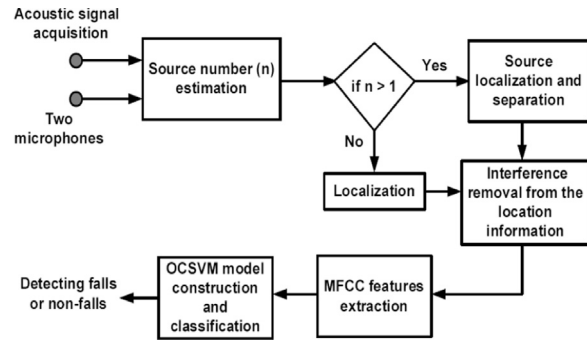 Acoustic signal
acquisition
Two
microphones
Source number (n)
estimation
if n > 1
Yes
No
Source
localization and
separation
Localization
Interference
removal from the
location
information
MFCC features
extraction
OCSVM model
construction
and
classification
Detecting falls
or non-falls